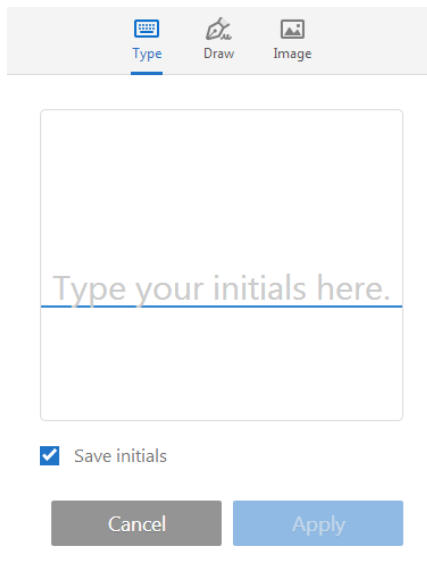 Type Draw Image
Type your initials here.
Save initials
Cancel Apply